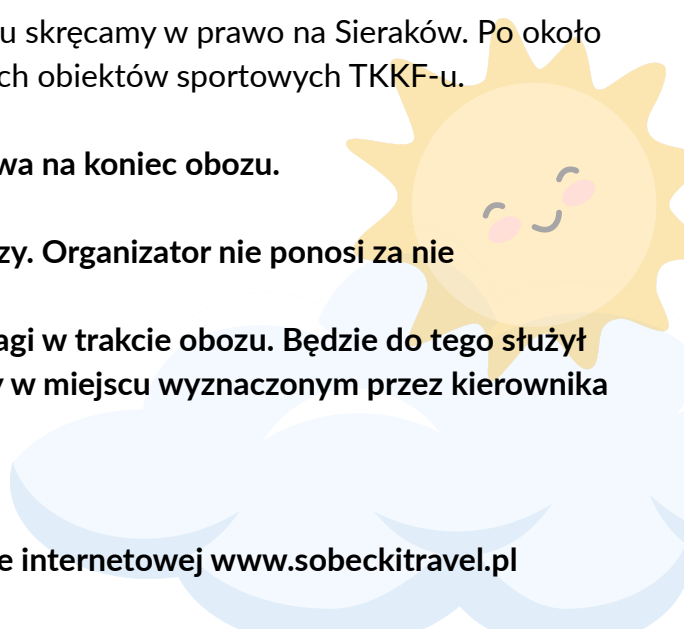 u skręcamy w prawo na Sieraków. Po około
ch obiektów sportowych TKKF-u.
wa na koniec obozu.
zy. Organizator nie ponosi za nie
agi w trakcie obozu. Będzie do tego służył
y w miejscu wyznaczonym przez kierownika
e internetowej www.sobeckitravel.pl